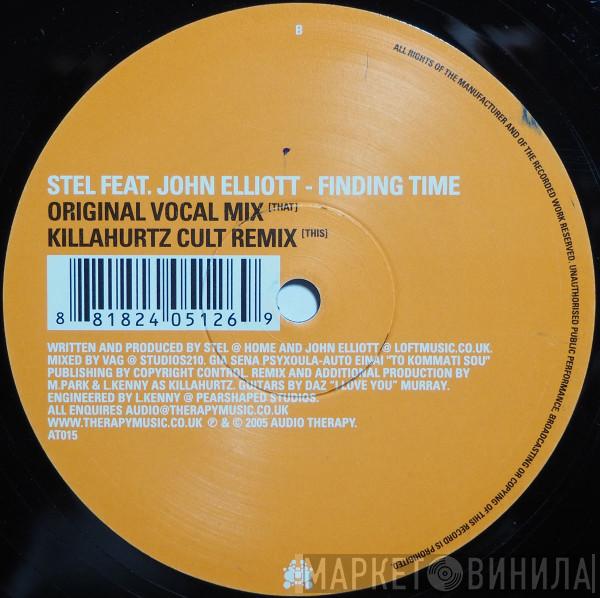 B
ALL RIGHTS OF THE MANUFACTURER AND OF THE RECORDED WORK RESERVED. UNAUTHORISED PUBLIC PERFORMANCE, BROADCASTING OR COPYING OF THIS RECORD IS PROHIBITED.
STEL FEAT. JOHN ELLIOTT - FINDING TIME
ORIGINAL VOCAL MIX [THAT]
KILLAHURTZ CULT REMIX [THIS]
8 81824 05126 9
WRITTEN AND PRODUCED BY STEL @ HOME AND JOHN ELLIOTT @ LOFTMUSIC.CO.UK.
MIXED BY VAG @ STUDIOS210. GIA SENA PSYXOULA-AUTO EINAI "TO KOMMATI SOU"
PUBLISHING BY COPYRIGHT CONTROL. REMIX AND ADDITIONAL PRODUCTION BY
M.PARK & L.KENNY AS KILLAHURTZ. GUITARS BY DAZ "I LOVE YOU" MURRAY.
ENGINEERED BY L.KENNY @ PEARSHAPED STUDIOS.
ALL ENQUIRES AUDIO@THERAPYMUSIC.CO.UK
WWW.THERAPYMUSIC.CO.UK ℗ & © 2005 AUDIO THERAPY.
AT015
МАРКЕТ ВИНИЛА